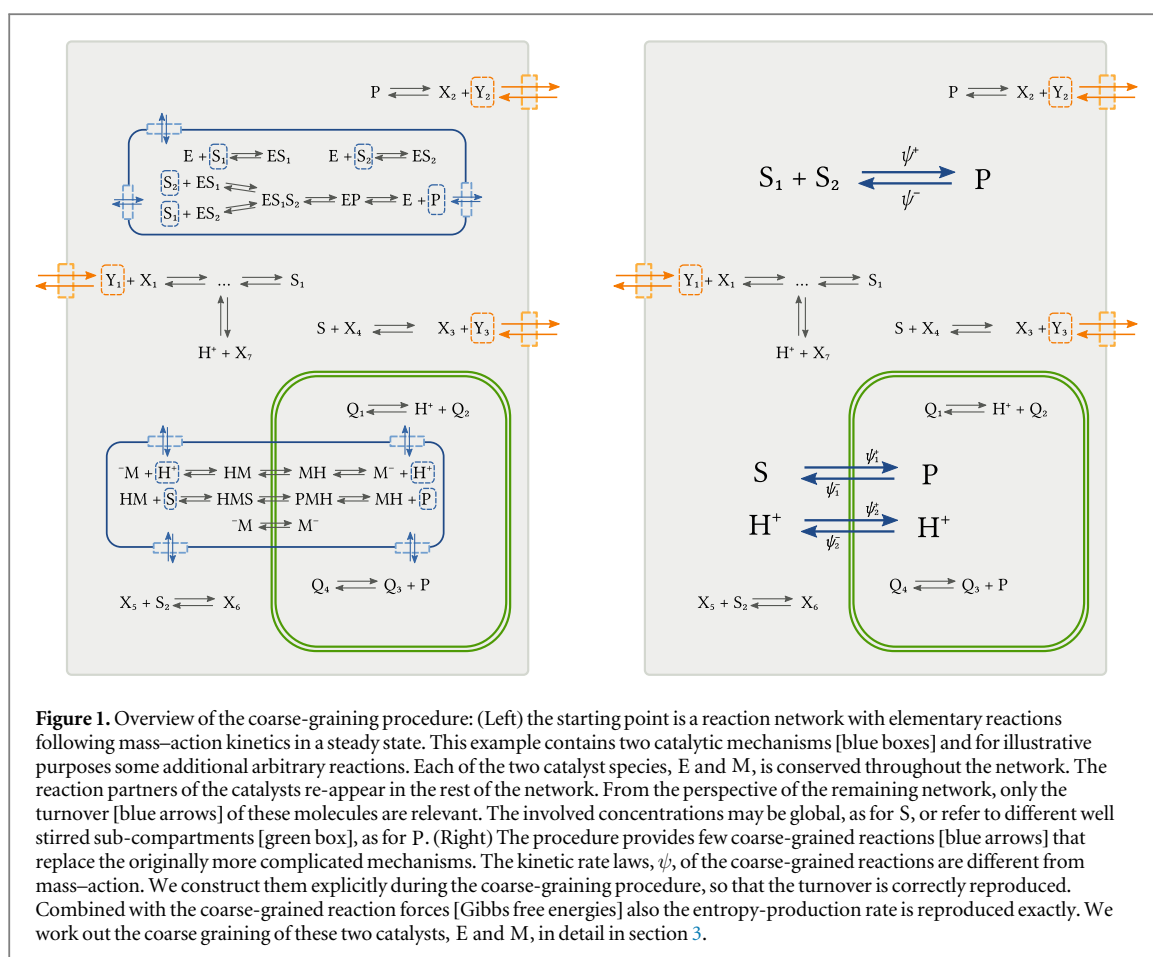 P ⇌ X₂ + Y₂
E + S₁ ⇌ ES₁ E + S₂ ⇌ ES₂
S₂ + ES₁
ES₁S₂ ⇌ EP ⇌ E + P
S₁ + ES₂
Y₁ + X₁ ⇌ ... ⇌ S₁
S + X₄ ⇌ X₃ + Y₃
H⁺ + X₇
Q₁ ⇌ H⁺ + Q₂
⁻M + H⁺ ⇌ HM ⇌ MH ⇌ M⁻ + H⁺
HM + S ⇌ HMS ⇌ PMH ⇌ MH + P
⁻M ⇌ M⁻
Q₄ ⇌ Q₃ + P
X₅ + S₂ ⇌ X₆
P ⇌ X₂ + Y₂
ψ⁺
S₁ + S₂ ⇌ P
ψ⁻
Y₁ + X₁ ⇌ ... ⇌ S₁
S + X₄ ⇌ X₃ + Y₃
H⁺ + X₇
Q₁ ⇌ H⁺ + Q₂
ψ₁⁺
S ⇌ P
ψ₁⁻
ψ₂⁺
H⁺ ⇌ H⁺
ψ₂⁻
Q₄ ⇌ Q₃ + P
X₅ + S₂ ⇌ X₆
Figure 1. Overview of the coarse-graining procedure: (Left) the starting point is a reaction network with elementary reactions
following mass–action kinetics in a steady state. This example contains two catalytic mechanisms [blue boxes] and for illustrative
purposes some additional arbitrary reactions. Each of the two catalyst species, E and M, is conserved throughout the network. The
reaction partners of the catalysts re-appear in the rest of the network. From the perspective of the remaining network, only the
turnover [blue arrows] of these molecules are relevant. The involved concentrations may be global, as for S, or refer to different well
stirred sub-compartments [green box], as for P. (Right) The procedure provides few coarse-grained reactions [blue arrows] that
replace the originally more complicated mechanisms. The kinetic rate laws, ψ, of the coarse-grained reactions are different from
mass–action. We construct them explicitly during the coarse-graining procedure, so that the turnover is correctly reproduced.
Combined with the coarse-grained reaction forces [Gibbs free energies] also the entropy-production rate is reproduced exactly. We
work out the coarse graining of these two catalysts, E and M, in detail in section 3.